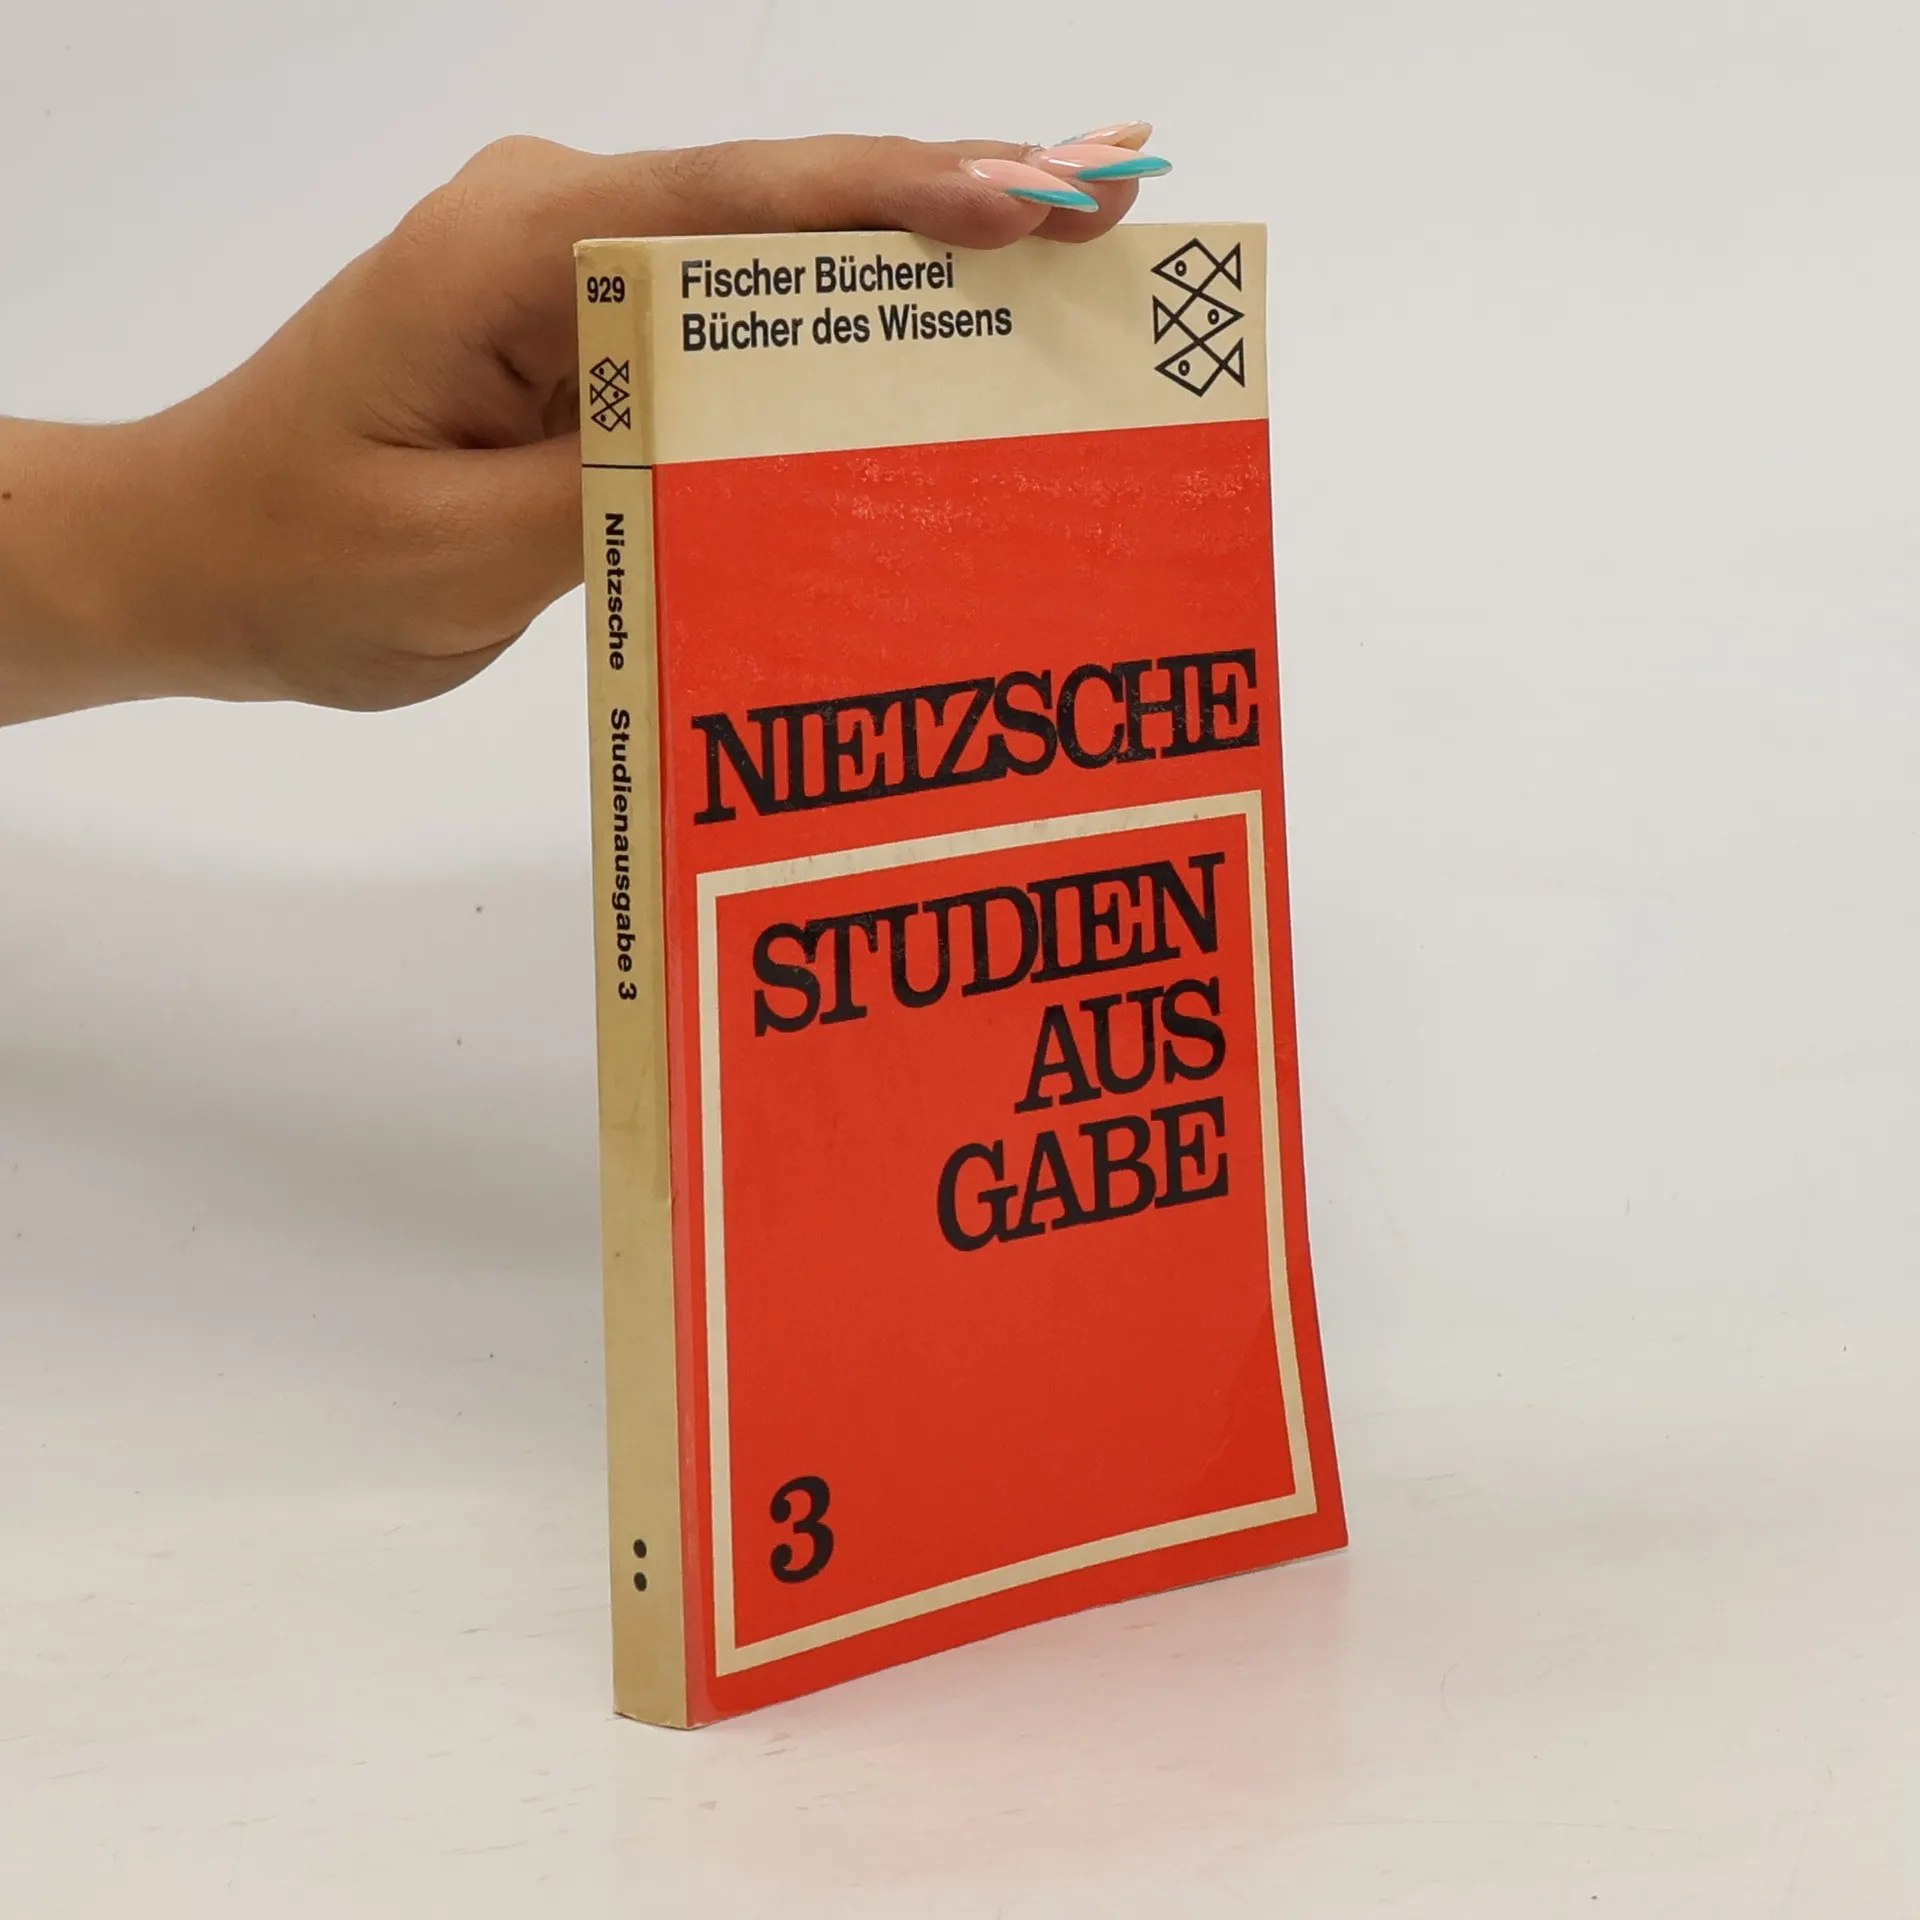 929
Nietzsche Studienausgabe 3
Fischer Bücherei
Bücher des Wissens
NIETZSCHE
STUDIEN
AUS
GABE
3